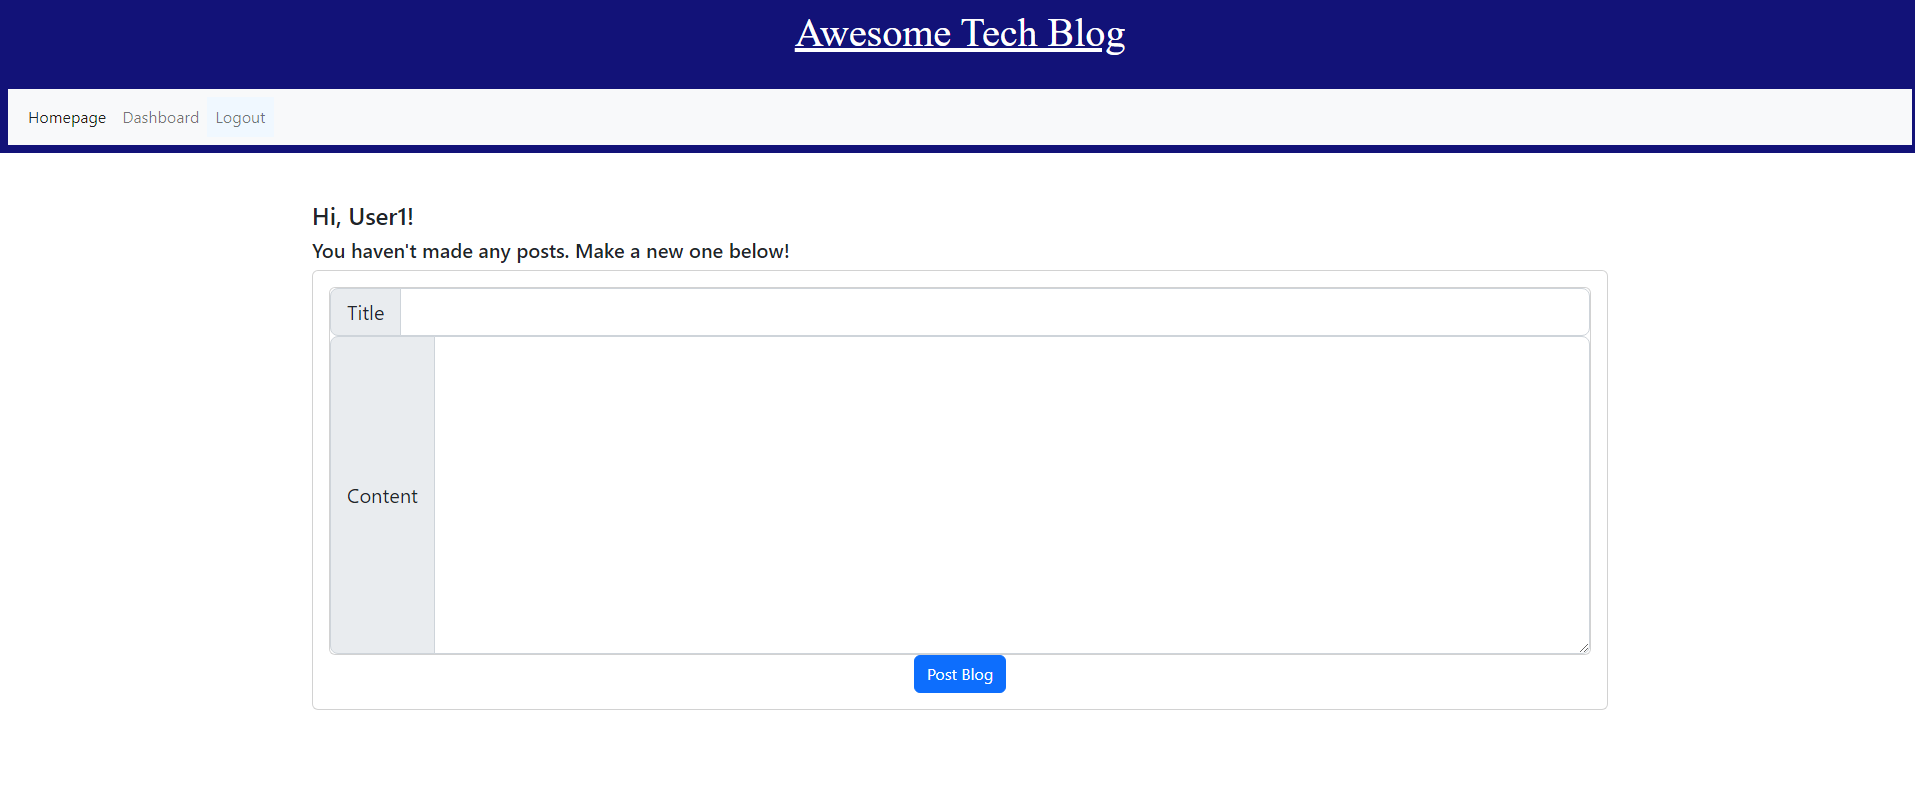 Awesome Tech Blog
Homepage Dashboard Logout
Hi, User1!
You haven't made any posts. Make a new one below!
Title
Content
Post Blog